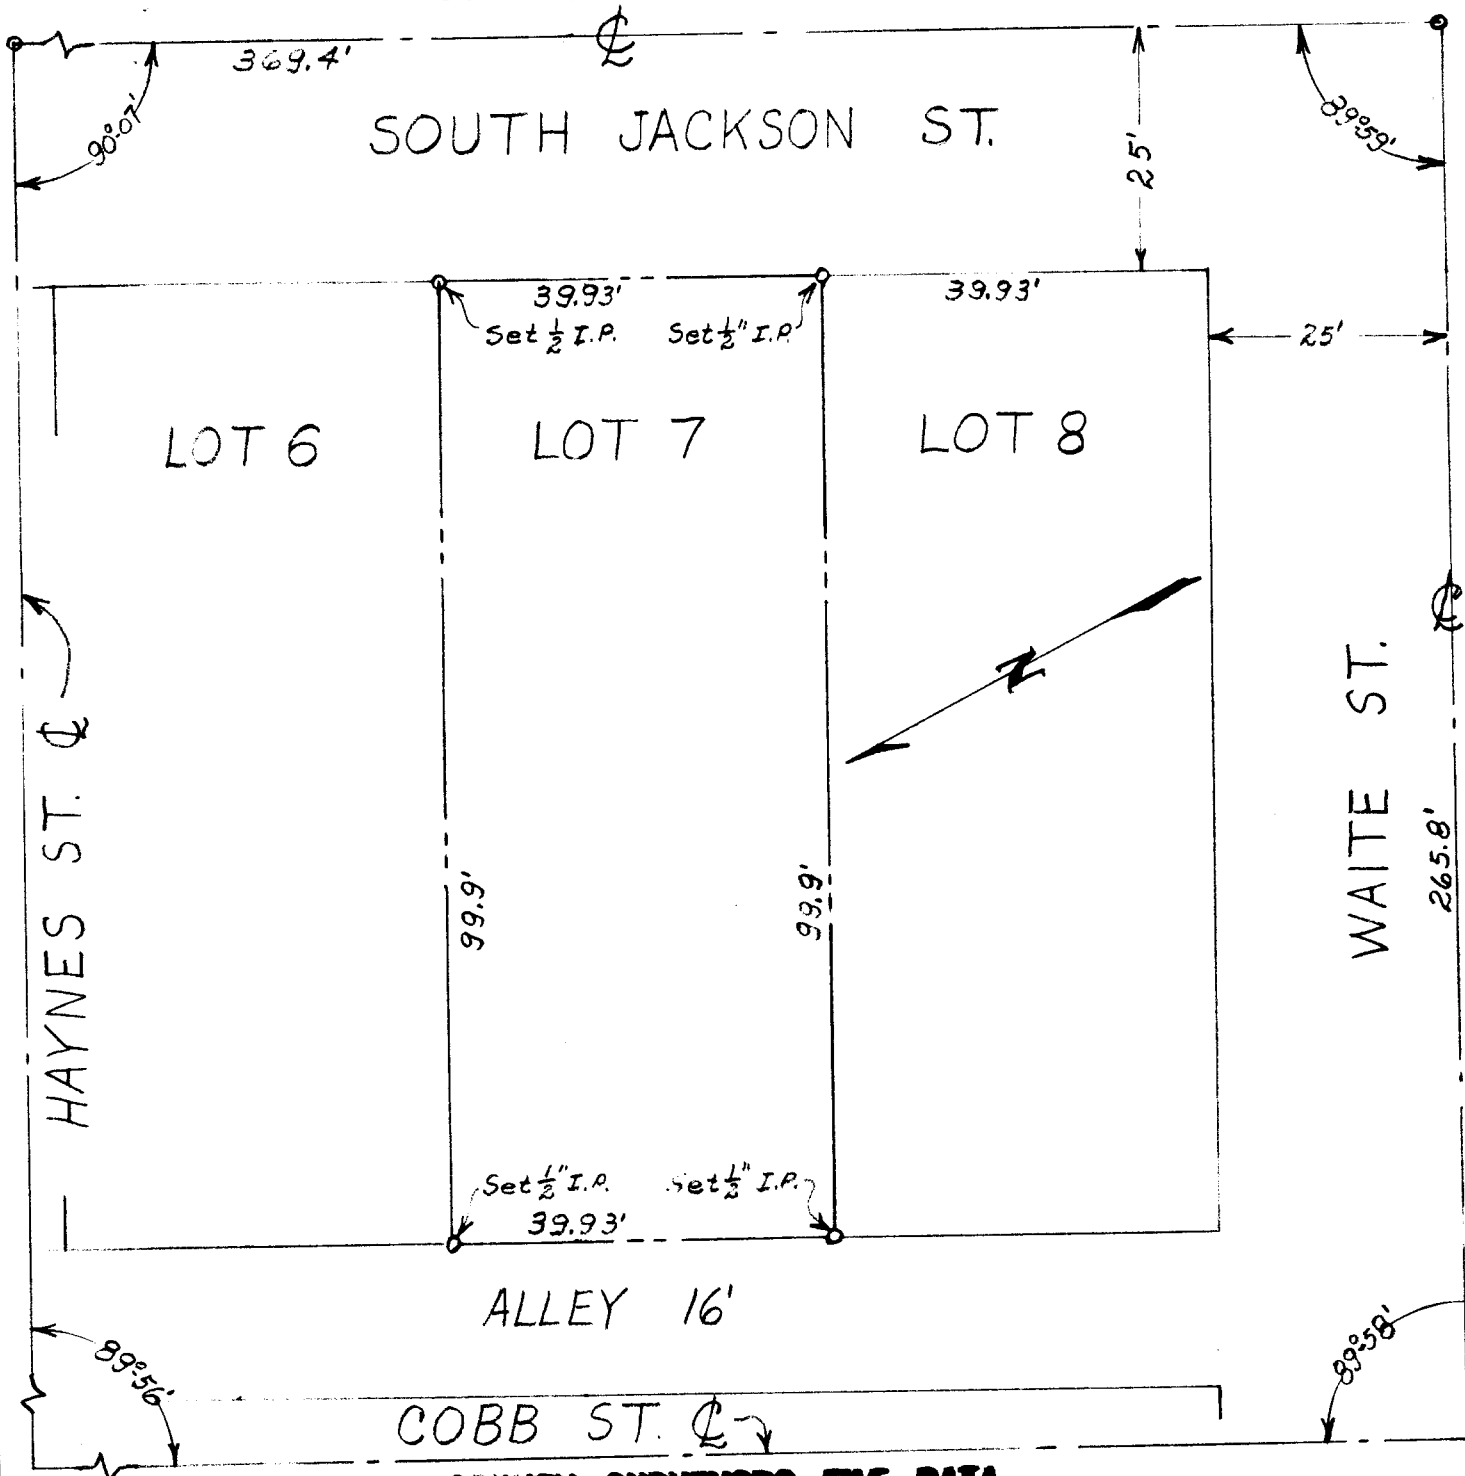 ℄
369.4'
90°-07'
89°-59'
SOUTH JACKSON ST.
25'
39.93'
39.93'
Set ½ I.P.
Set ½" I.P.
25'
LOT 6
LOT 7
LOT 8
N
℄
HAYNES ST. ℄
WAITE ST.
99.9'
99.9'
265.8'
Set ½" I.P.
Set ½" I.P.
39.93'
ALLEY 16'
89°-56'
89°-58'
COBB ST. ℄